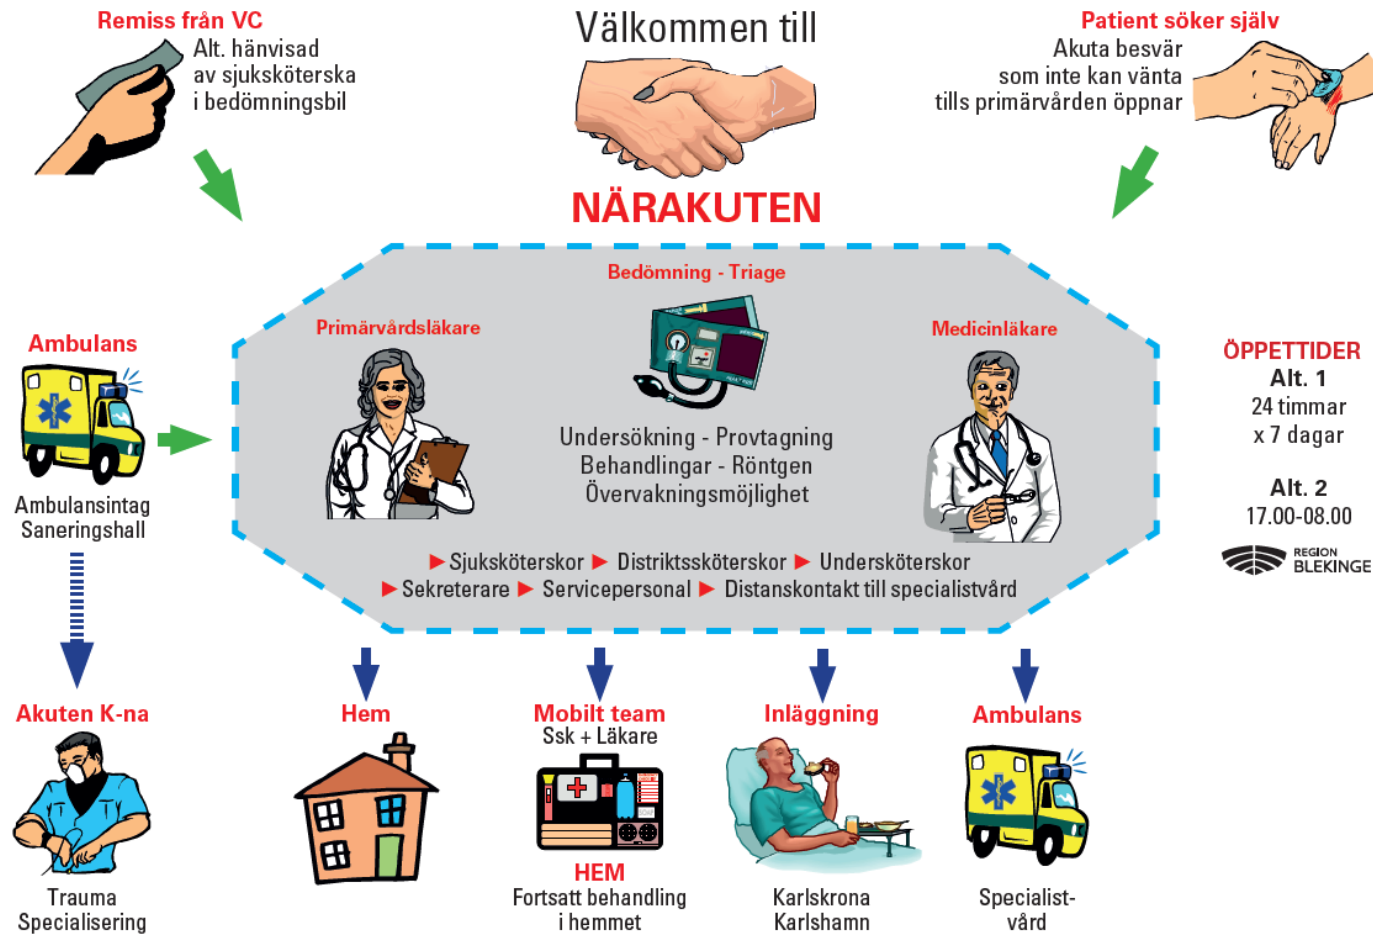 Remiss från VC
Alt. hänvisad
av sjuksköterska
i bedömningsbil
Välkommen till
NÄRAKUTEN
Patient söker själv
Akuta besvär
som inte kan vänta
tills primärvården öppnar
Bedömning - Triage
Primärvårdsläkare
Medicinläkare
Undersökning - Provtagning
Behandlingar - Röntgen
Övervakningsmöjlighet
Sjuksköterskor Distriktssköterskor Undersköterskor
Sekreterare Servicepersonal Distanskontakt till specialistvård
Ambulans
Ambulansintag
Saneringshall
ÖPPETTIDER
Alt. 1
24 timmar
x 7 dagar
Alt. 2
17.00-08.00
REGION
BLEKINGE
Akuten K-na
Trauma
Specialisering
Hem
Mobilt team
Ssk + Läkare
HEM
Fortsatt behandling
i hemmet
Inläggning
Karlskrona
Karlshamn
Ambulans
Specialist-
vård